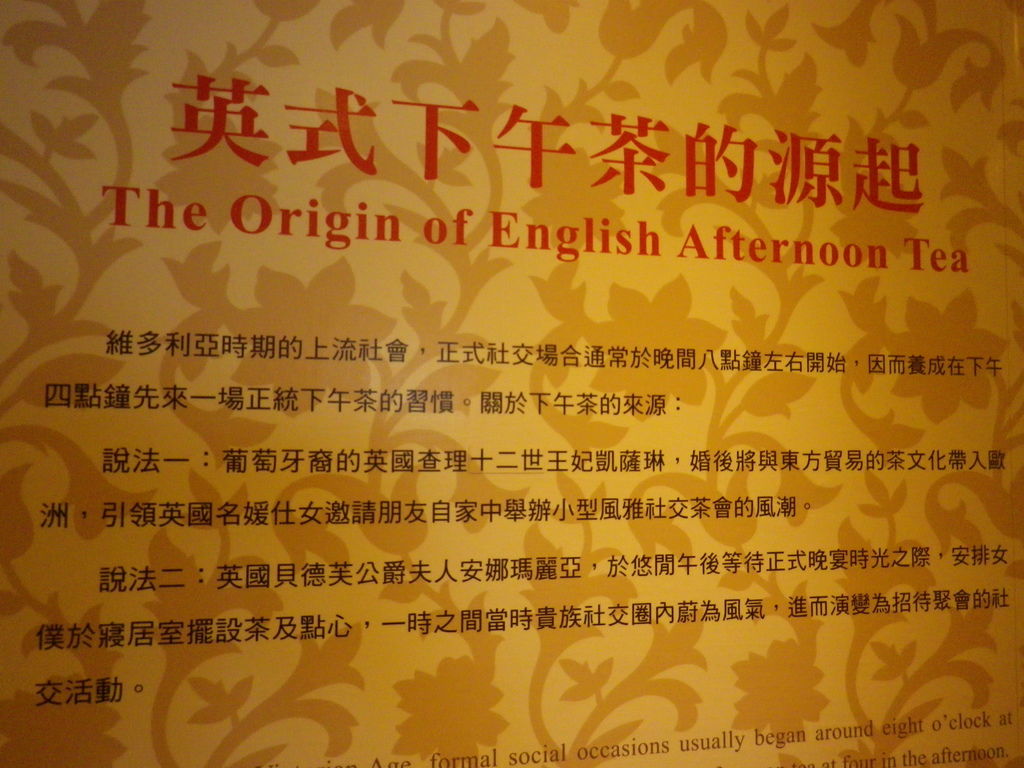 英式下午茶的源起
The Origin of English Afternoon Tea
維多利亞時期的上流社會，正式社交場合通常於晚間八點鐘左右開始，因而養成在下午
四點鐘先來一場正統下午茶的習慣。關於下午茶的來源：
說法一：葡萄牙裔的英國查理十二世王妃凱薩琳，婚後將與東方貿易的茶文化帶入歐
洲，引領英國名媛仕女邀請朋友自家中舉辦小型風雅社交茶會的風潮。
說法二：英國貝德芙公爵夫人安娜瑪麗亞，於悠閒午後等待正式晚宴時光之際，安排女
僕於寢居室擺設茶及點心，一時之間當時貴族社交圈內蔚為風氣，進而演變為招待聚會的社
交活動。
Age, formal social occasions usually began around eight o'clock at
tea at four in the afternoon.